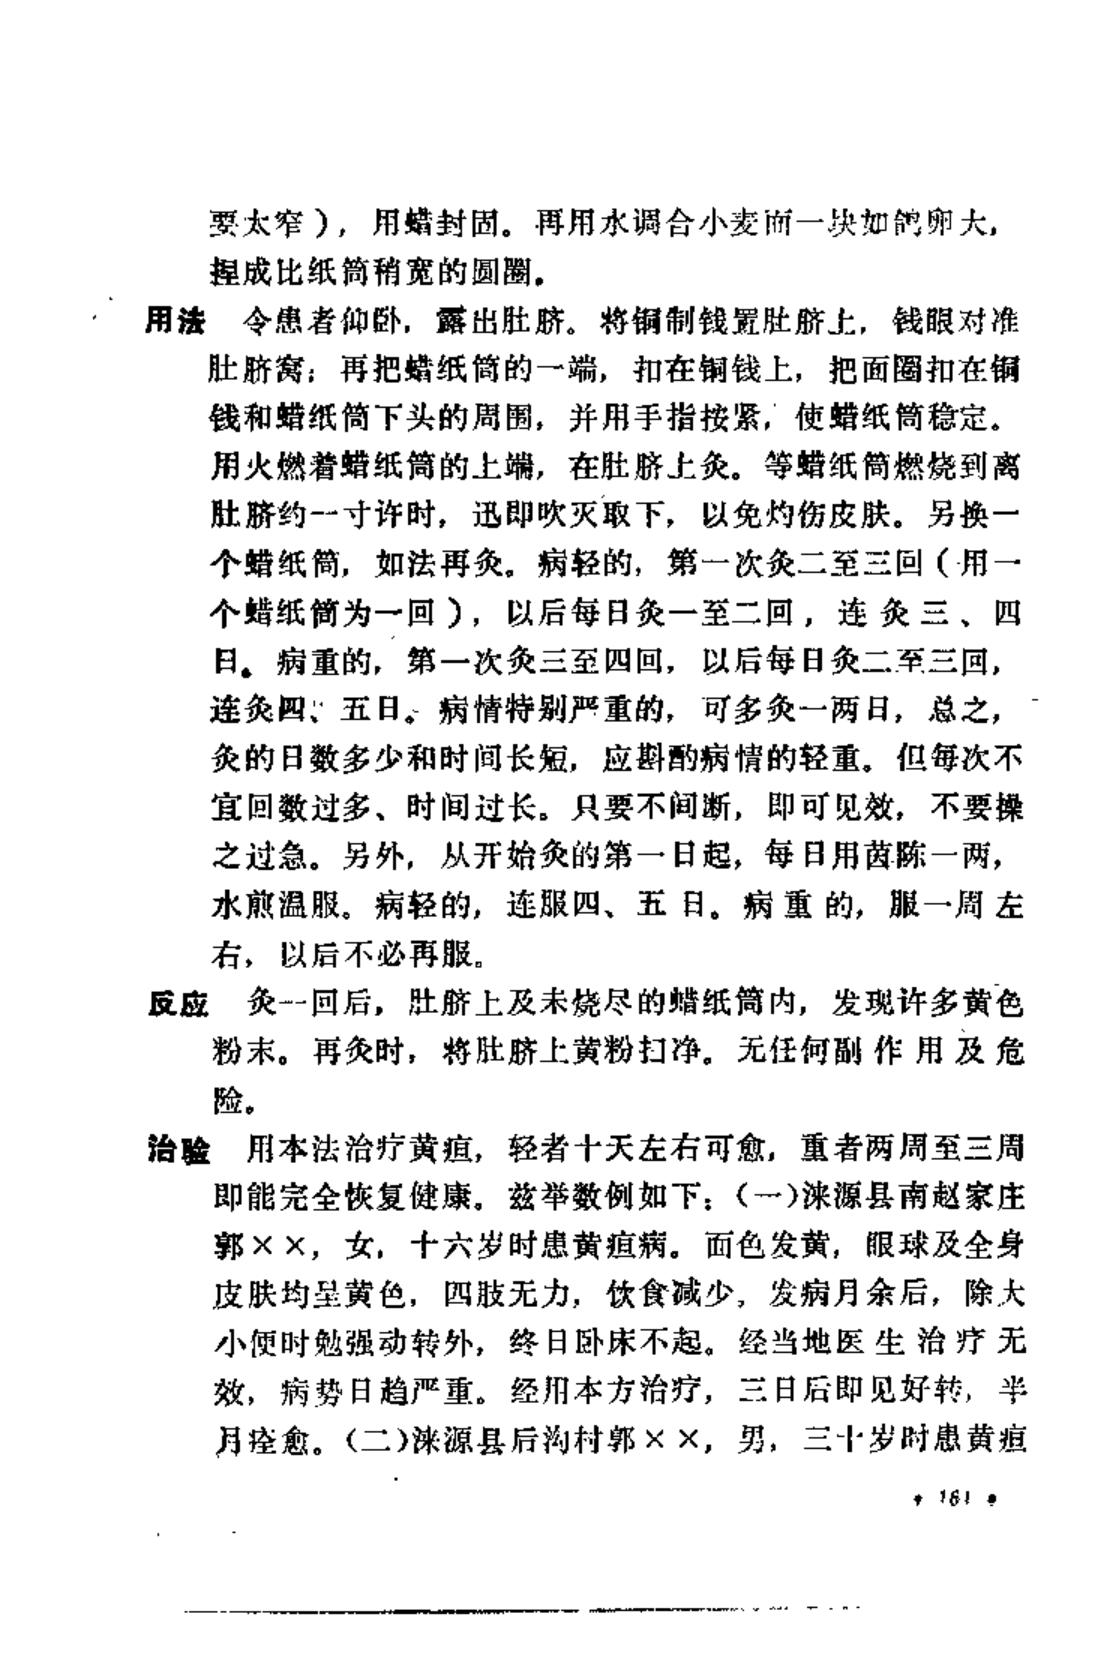 要太窄），用蜡封固。再用水调合小麦面一块如鸽卵大，
捏成比纸筒稍宽的圆圈。
用法　令患者仰卧，露出肚脐。将铜制钱置肚脐上，钱眼对准
肚脐窝；再把蜡纸筒的一端，扣在铜钱上，把面圈扣在铜
钱和蜡纸筒下头的周围，并用手指按紧，使蜡纸筒稳定。
用火燃着蜡纸筒的上端，在肚脐上灸。等蜡纸筒燃烧到离
肚脐约一寸许时，迅即吹灭取下，以免灼伤皮肤。另换一
个蜡纸筒，如法再灸。病轻的，第一次灸二至三回（用一
个蜡纸筒为一回），以后每日灸一至二回，连灸三、四
日。病重的，第一次灸三至四回，以后每日灸二至三回，
连灸四、五日。病情特别严重的，可多灸一两日，总之，
灸的日数多少和时间长短，应斟酌病情的轻重。但每次不
宜回数过多、时间过长。只要不间断，即可见效，不要操
之过急。另外，从开始灸的第一日起，每日用茵陈一两，
水煎温服。病轻的，连服四、五日。病重的，服一周左
右，以后不必再服。
反应　灸一回后，肚脐上及未烧尽的蜡纸筒内，发现许多黄色
粉末。再灸时，将肚脐上黄粉扫净。无任何副作用及危
险。
治验　用本法治疗黄疸，轻者十天左右可愈，重者两周至三周
即能完全恢复健康。兹举数例如下：（一）涞源县南赵家庄
郭××，女，十六岁时患黄疸病。面色发黄，眼球及全身
皮肤均呈黄色，四肢无力，饮食减少，发病月余后，除大
小便时勉强动转外，终日卧床不起。经当地医生治疗无
效，病势日趋严重。经用本方治疗，三日后即见好转，半
月痊愈。（二）涞源县后沟村郭××，男，三十岁时患黄疸
• 161 •